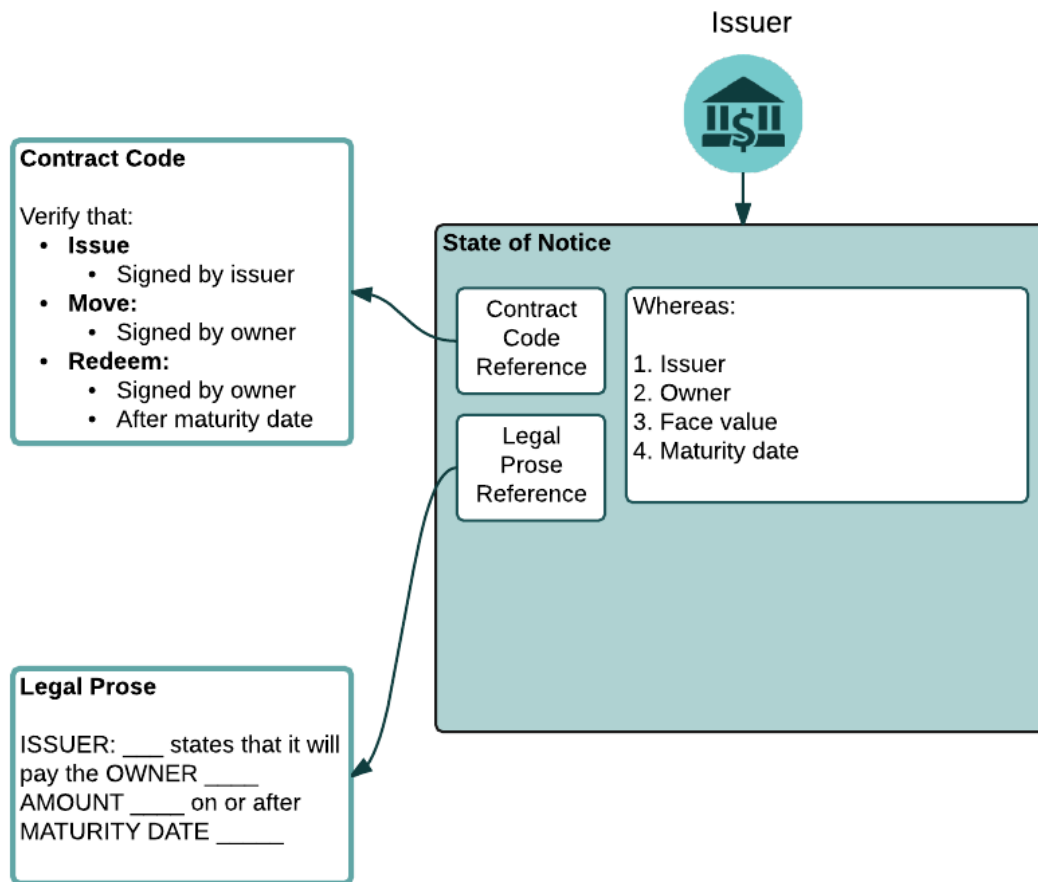 Issuer
Contract Code
Verify that:
• Issue
• Signed by issuer
• Move:
• Signed by owner
• Redeem:
• Signed by owner
• After maturity date
State of Notice
Contract
Code
Reference
Legal
Prose
Reference
Whereas:
1. Issuer
2. Owner
3. Face value
4. Maturity date
Legal Prose
ISSUER: ___ states that it will
pay the OWNER ____
AMOUNT ____ on or after
MATURITY DATE _____